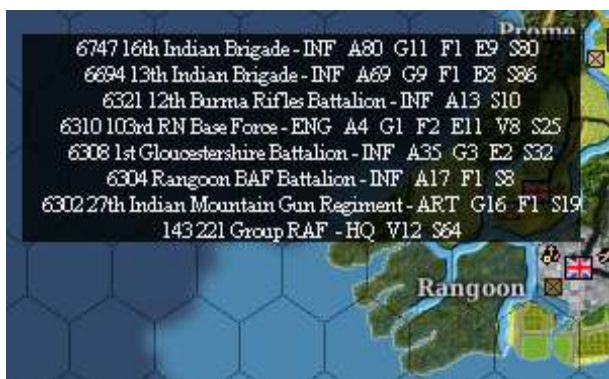 Prome
6747 16th Indian Brigade - INF A80 G11 F1 E9 S80
6694 13th Indian Brigade - INF A69 G9 F1 E8 S86
6321 12th Burma Rifles Battalion - INF A13 S10
6310 103rd RN Base Force - ENG A4 G1 F2 E11 V8 S25
6308 1st Gloucestershire Battalion - INF A35 G3 E2 S32
6304 Rangoon BAF Battalion - INF A17 F1 S8
6302 27th Indian Mountain Gun Regiment - ART G16 F1 S19
143 221 Group RAF - HQ V12 S64
Rangoon